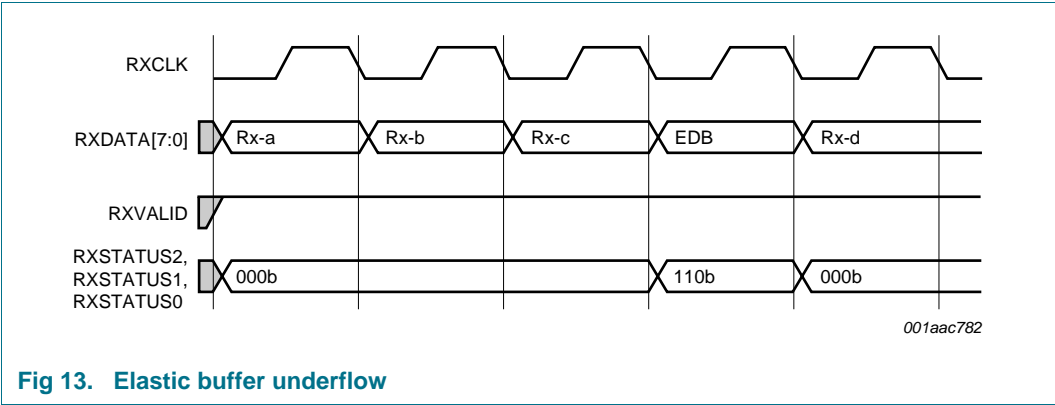 RXCLK
RXDATA[7:0] Rx-a Rx-b Rx-c EDB Rx-d
RXVALID
RXSTATUS2,
RXSTATUS1, 000b 110b 000b
RXSTATUS0
001aac782
Fig 13. Elastic buffer underflow